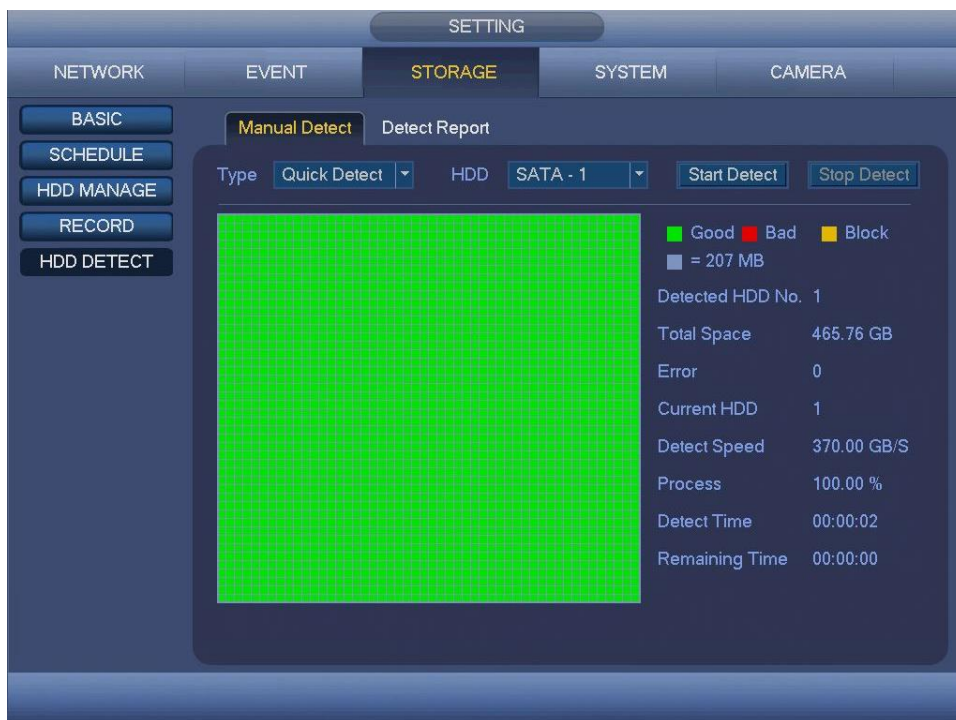 SETTING
NETWORK EVENT STORAGE SYSTEM CAMERA
BASIC
SCHEDULE
HDD MANAGE
RECORD
HDD DETECT
Manual Detect Detect Report
Type Quick Detect HDD SATA - 1 Start Detect Stop Detect
Good Bad Block
= 207 MB
Detected HDD No. 1
Total Space 465.76 GB
Error 0
Current HDD 1
Detect Speed 370.00 GB/S
Process 100.00 %
Detect Time 00:00:02
Remaining Time 00:00:00